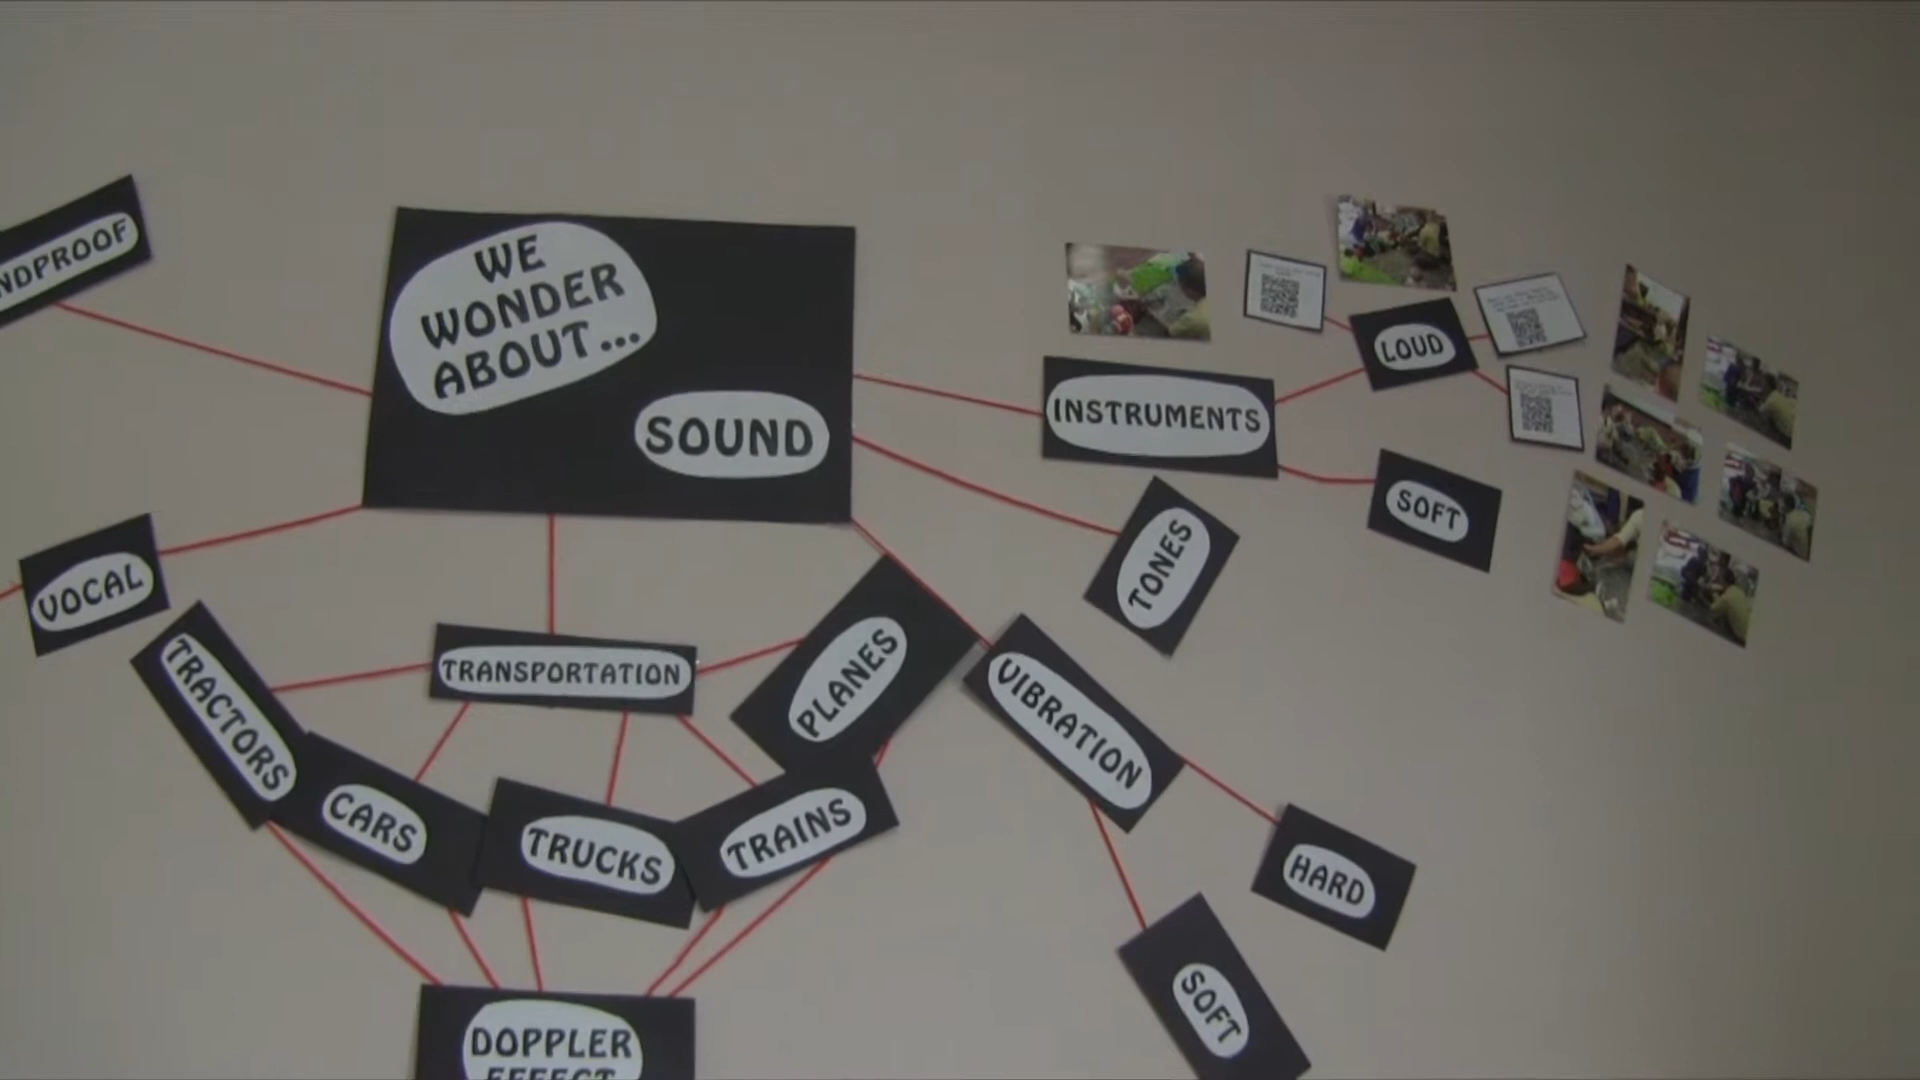 WE
WONDER
ABOUT...
SOUND
NDPROOF
VOCAL
INSTRUMENTS
LOUD
SOFT
TONES
TRANSPORTATION
TRACTORS
CARS
TRUCKS
TRAINS
PLANES
VIBRATION
HARD
SOFT
DOPPLER
EFFECT